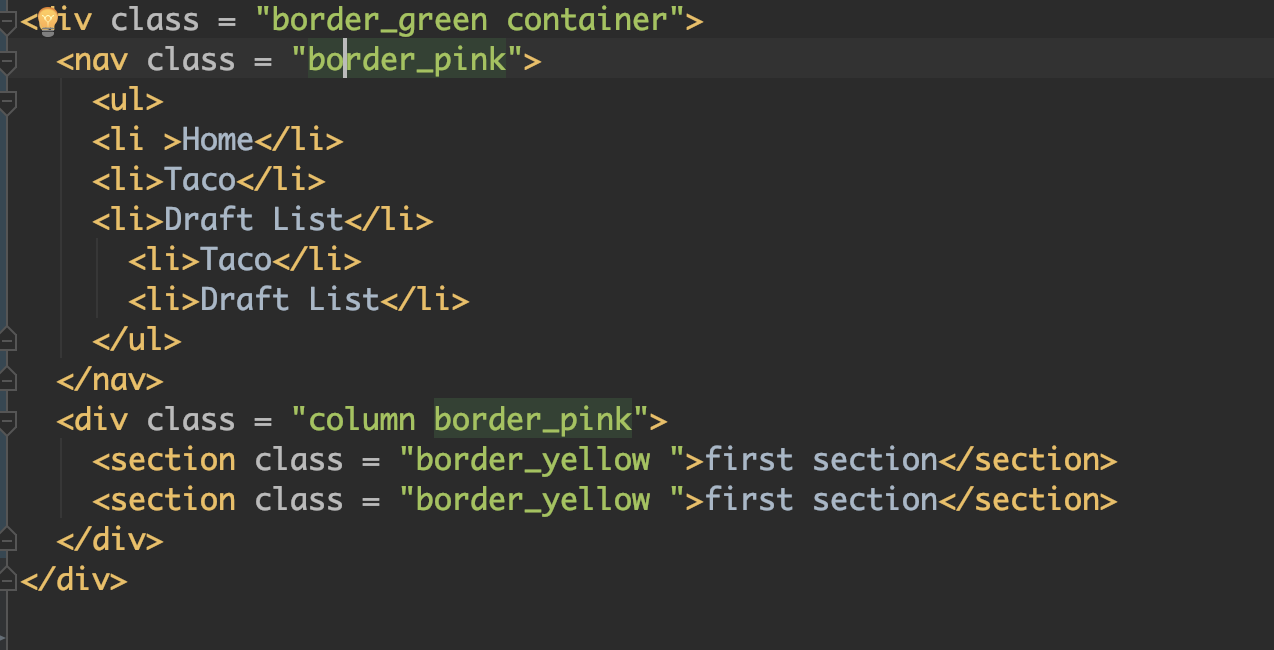 <div class = "border_green container">
<nav class = "border_pink">
<ul>
<li >Home</li>
<li>Taco</li>
<li>Draft List</li>
<li>Taco</li>
<li>Draft List</li>
</ul>
</nav>
<div class = "column border_pink">
<section class = "border_yellow ">first section</section>
<section class = "border_yellow ">first section</section>
</div>
</div>